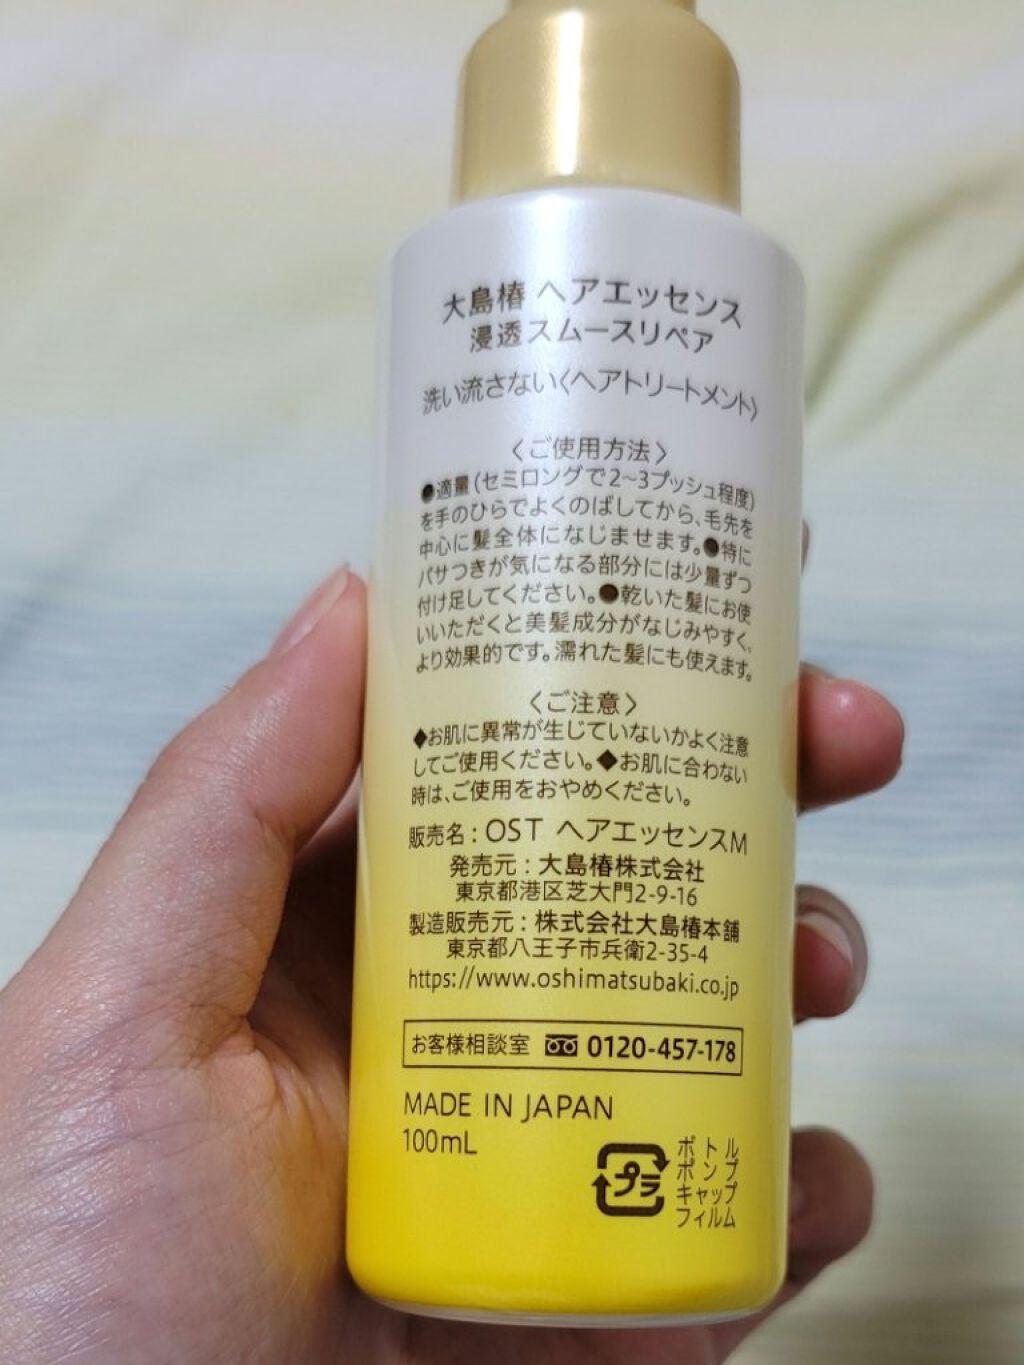 大島椿 ヘアエッセンス
浸透スムースリペア
洗い流さない〈ヘアトリートメント〉
〈ご使用方法〉
●適量(セミロングで2~3プッシュ程度)
を手のひらでよくのばしてから、毛先を
中心に髪全体になじませます。●特に
パサつきが気になる部分には少量ずつ
付け足してください。●乾いた髪にお使
いいただくと美髪成分がなじみやすく、
より効果的です。濡れた髪にも使えます。
〈ご注意〉
◆お肌に異常が生じていないかよく注意
してご使用ください。◆お肌に合わない
時は、ご使用をおやめください。
販売名:OST ヘアエッセンスM
発売元:大島椿株式会社
東京都港区芝大門2-9-16
製造販売元:株式会社大島椿本舗
東京都八王子市兵衛2-35-4
https://www.oshimatsubaki.co.jp
お客様相談室 0120-457-178
MADE IN JAPAN
100mL
プラ
ボトル
ポンプ
キャップ
フィルム